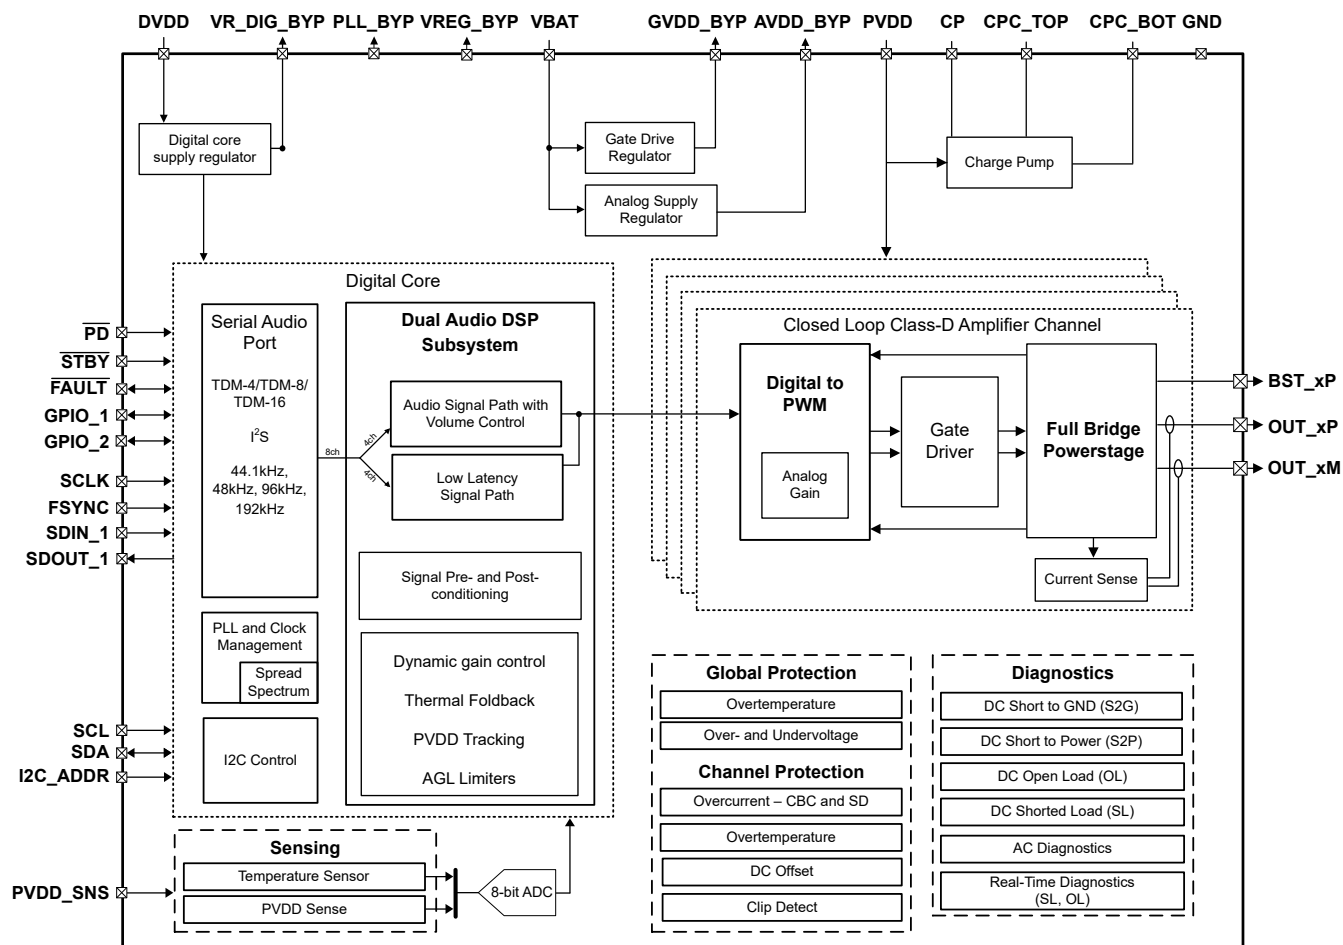 DVDD VR_DIG_BYP PLL_BYP VREG_BYP VBAT GVDD_BYP AVDD_BYP PVDD CP CPC_TOP CPC_BOT GND
Digital core
supply regulator
Gate Drive
Regulator
Analog Supply
Regulator
Charge Pump
Digital Core
PD
STBY
FAULT
GPIO_1
GPIO_2
SCLK
FSYNC
SDIN_1
SDOUT_1
SCL
SDA
I2C_ADDR
PVDD_SNS
Serial Audio
Port
TDM-4/TDM-8/
TDM-16
I2S
44.1kHz,
48kHz, 96kHz,
192kHz
8ch
4ch
4ch
PLL and Clock
Management
Spread
Spectrum
I2C Control
Dual Audio DSP
Subsystem
Audio Signal Path with
Volume Control
Low Latency
Signal Path
Signal Pre- and Post-
conditioning
Dynamic gain control
Thermal Foldback
PVDD Tracking
AGL Limiters
Sensing
Temperature Sensor
PVDD Sense
8-bit ADC
Closed Loop Class-D Amplifier Channel
Digital to
PWM
Analog
Gain
Gate
Driver
Full Bridge
Powerstage
Current Sense
BST_xP
OUT_xP
OUT_xM
Global Protection
Overtemperature
Over- and Undervoltage
Channel Protection
Overcurrent – CBC and SD
Overtemperature
DC Offset
Clip Detect
Diagnostics
DC Short to GND (S2G)
DC Short to Power (S2P)
DC Open Load (OL)
DC Shorted Load (SL)
AC Diagnostics
Real-Time Diagnostics
(SL, OL)